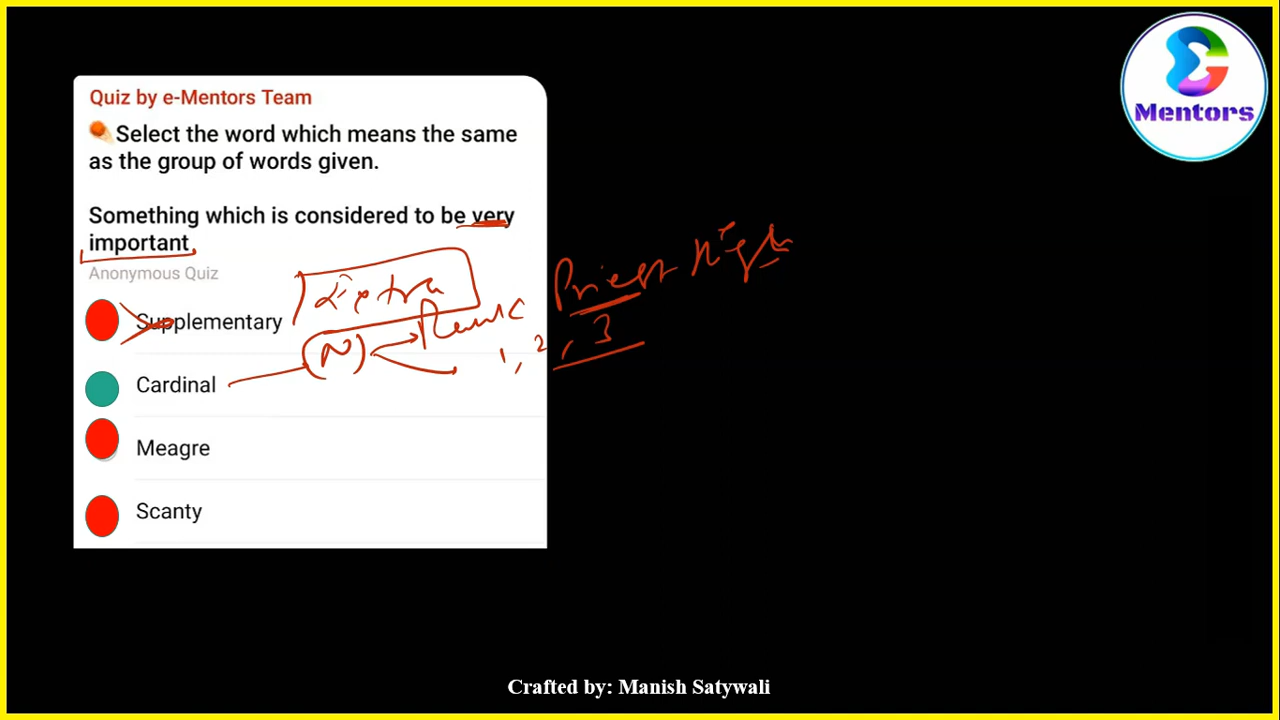 Mentors
Quiz by e-Mentors Team
Select the word which means the same
as the group of words given.
Something which is considered to be very
important
Anonymous Quiz
Extra
Priest High
Supplementary
(N)
1, 2, 3
Cardinal
Meagre
Scanty
Crafted by: Manish Satywali